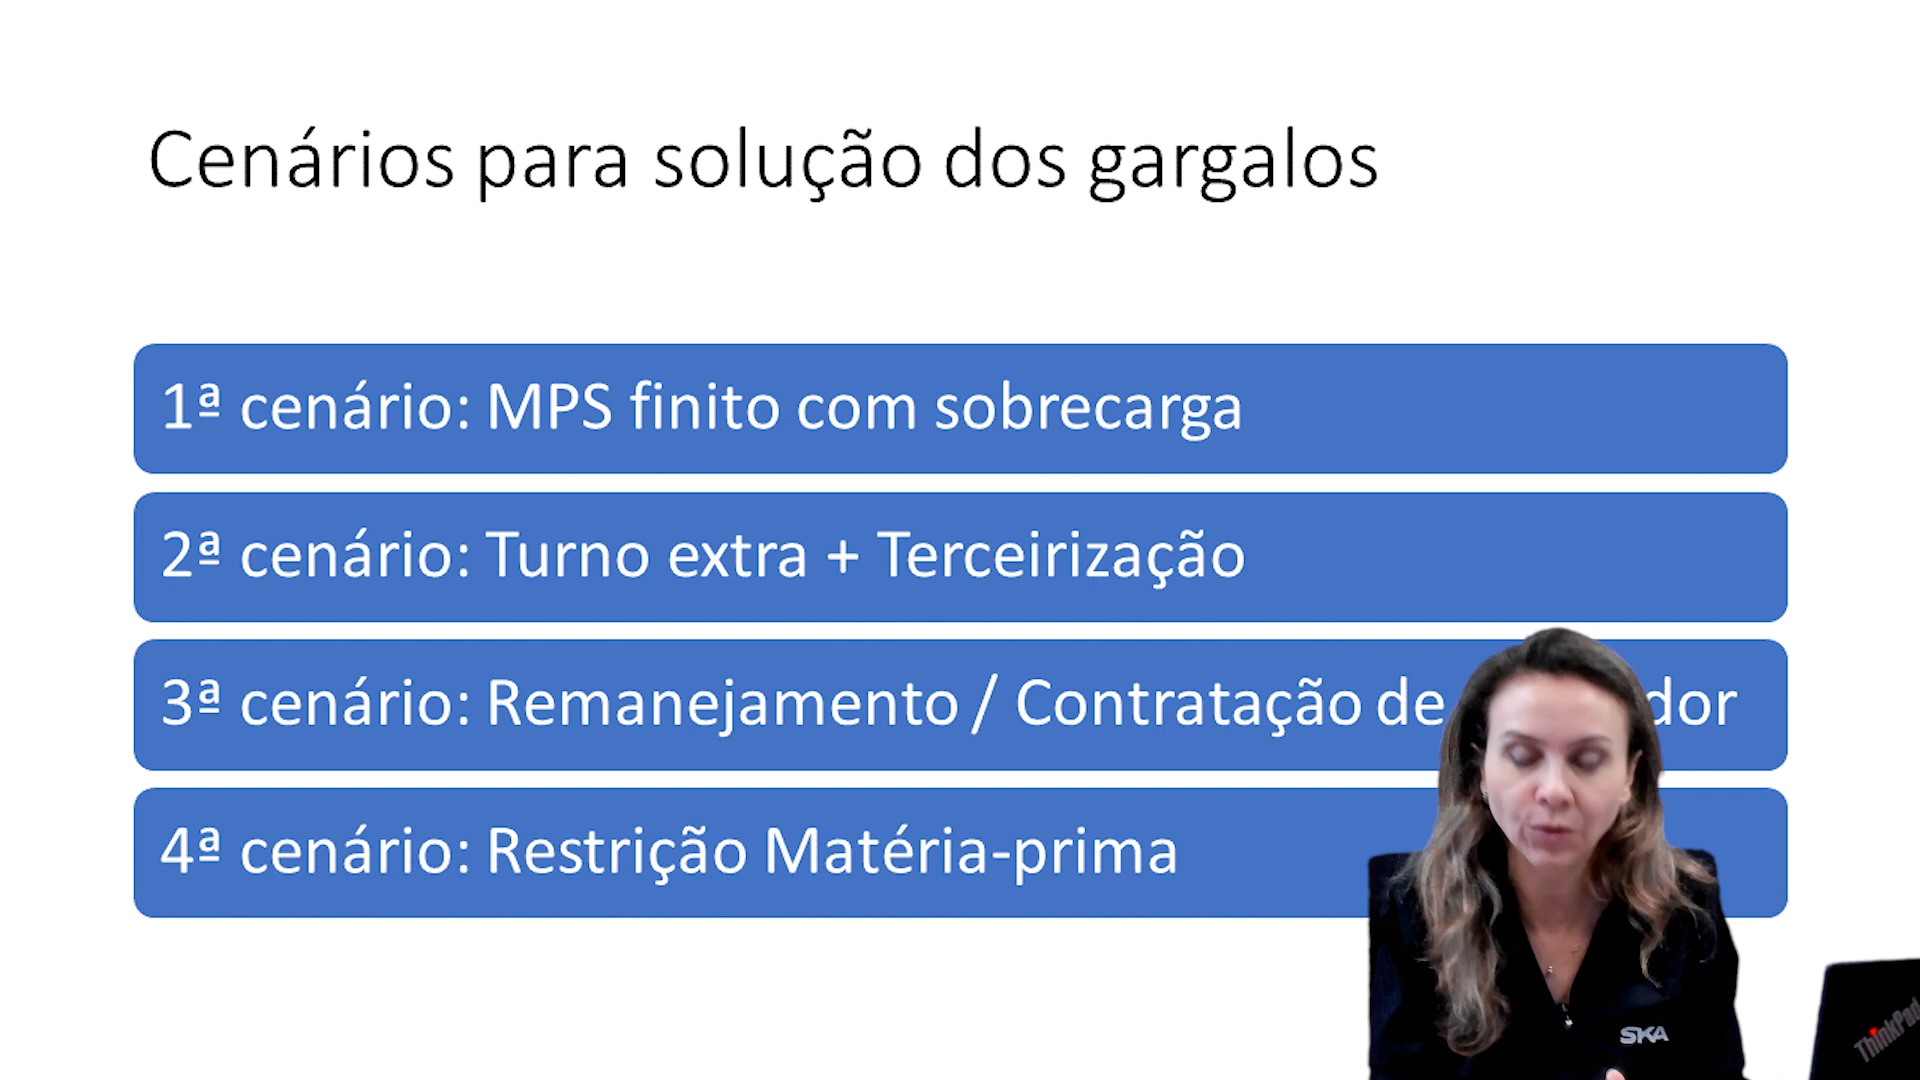 Cenários para solução dos gargalos
1ª cenário: MPS finito com sobrecarga
2ª cenário: Turno extra + Terceirização
3ª cenário: Remanejamento / Contratação de
4ª cenário: Restrição Matéria-prima
SKA
ThinkPad